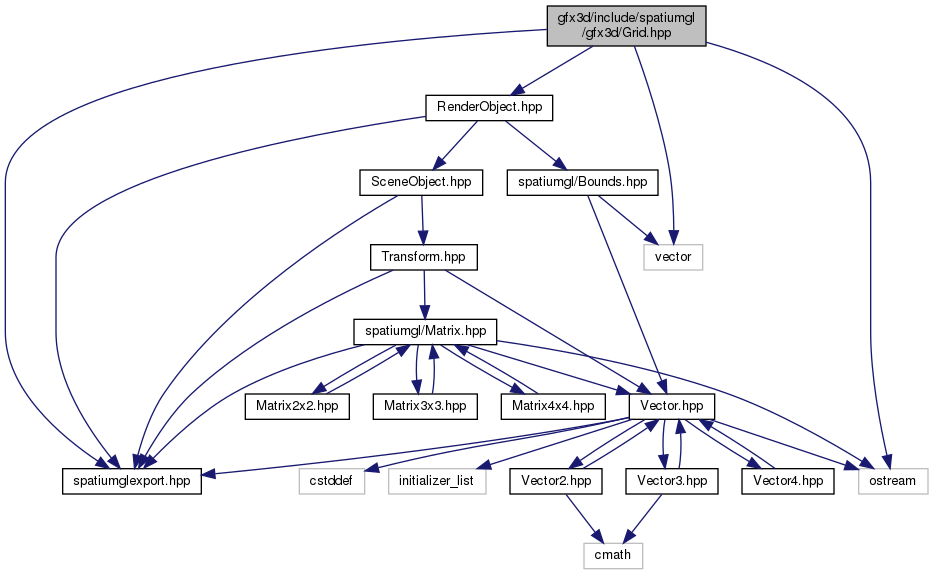 gfx3d/include/spatiumgl
/gfx3d/Grid.hpp
RenderObject.hpp
SceneObject.hpp
spatiumgl/Bounds.hpp
Transform.hpp
vector
spatiumgl/Matrix.hpp
Matrix2x2.hpp
Matrix3x3.hpp
Matrix4x4.hpp
Vector.hpp
spatiumglexport.hpp
cstddef
initializer_list
Vector2.hpp
Vector3.hpp
Vector4.hpp
ostream
cmath